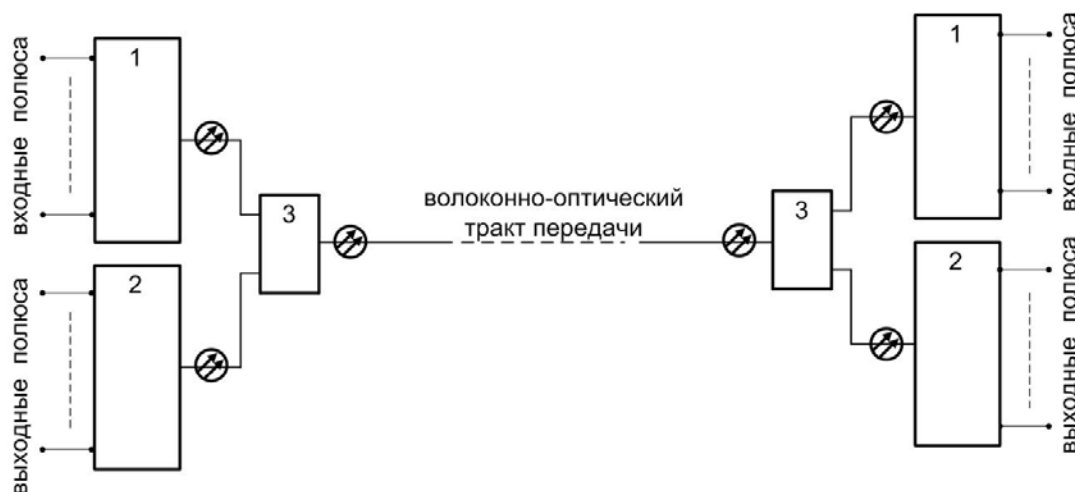 входные полюса
1
выходные полюса
2
3
волоконно-оптический
тракт передачи
3
1
входные полюса
2
выходные полюса